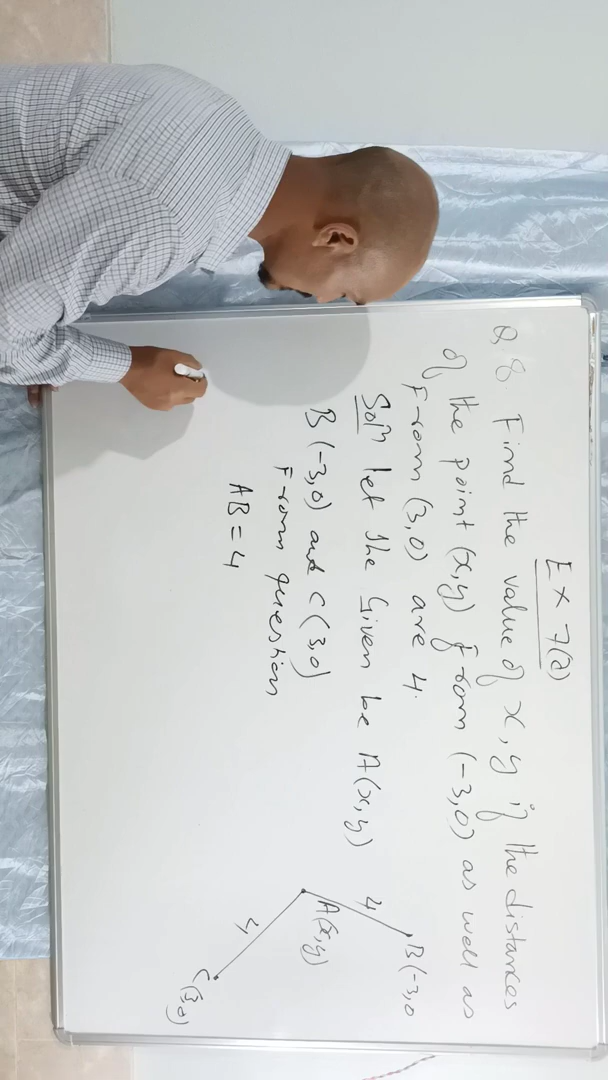 Ex 7(a)
Q.8. Find the value of x, y if the distances
of the point (x,y) from (-3,0) as well as
from (3,0) are 4.
Soln let the Given be A(x,y)
B(-3,0) and C(3,0)
From question
AB = 4
B(-3,0
4
A(x,y)
4
C(3,0)